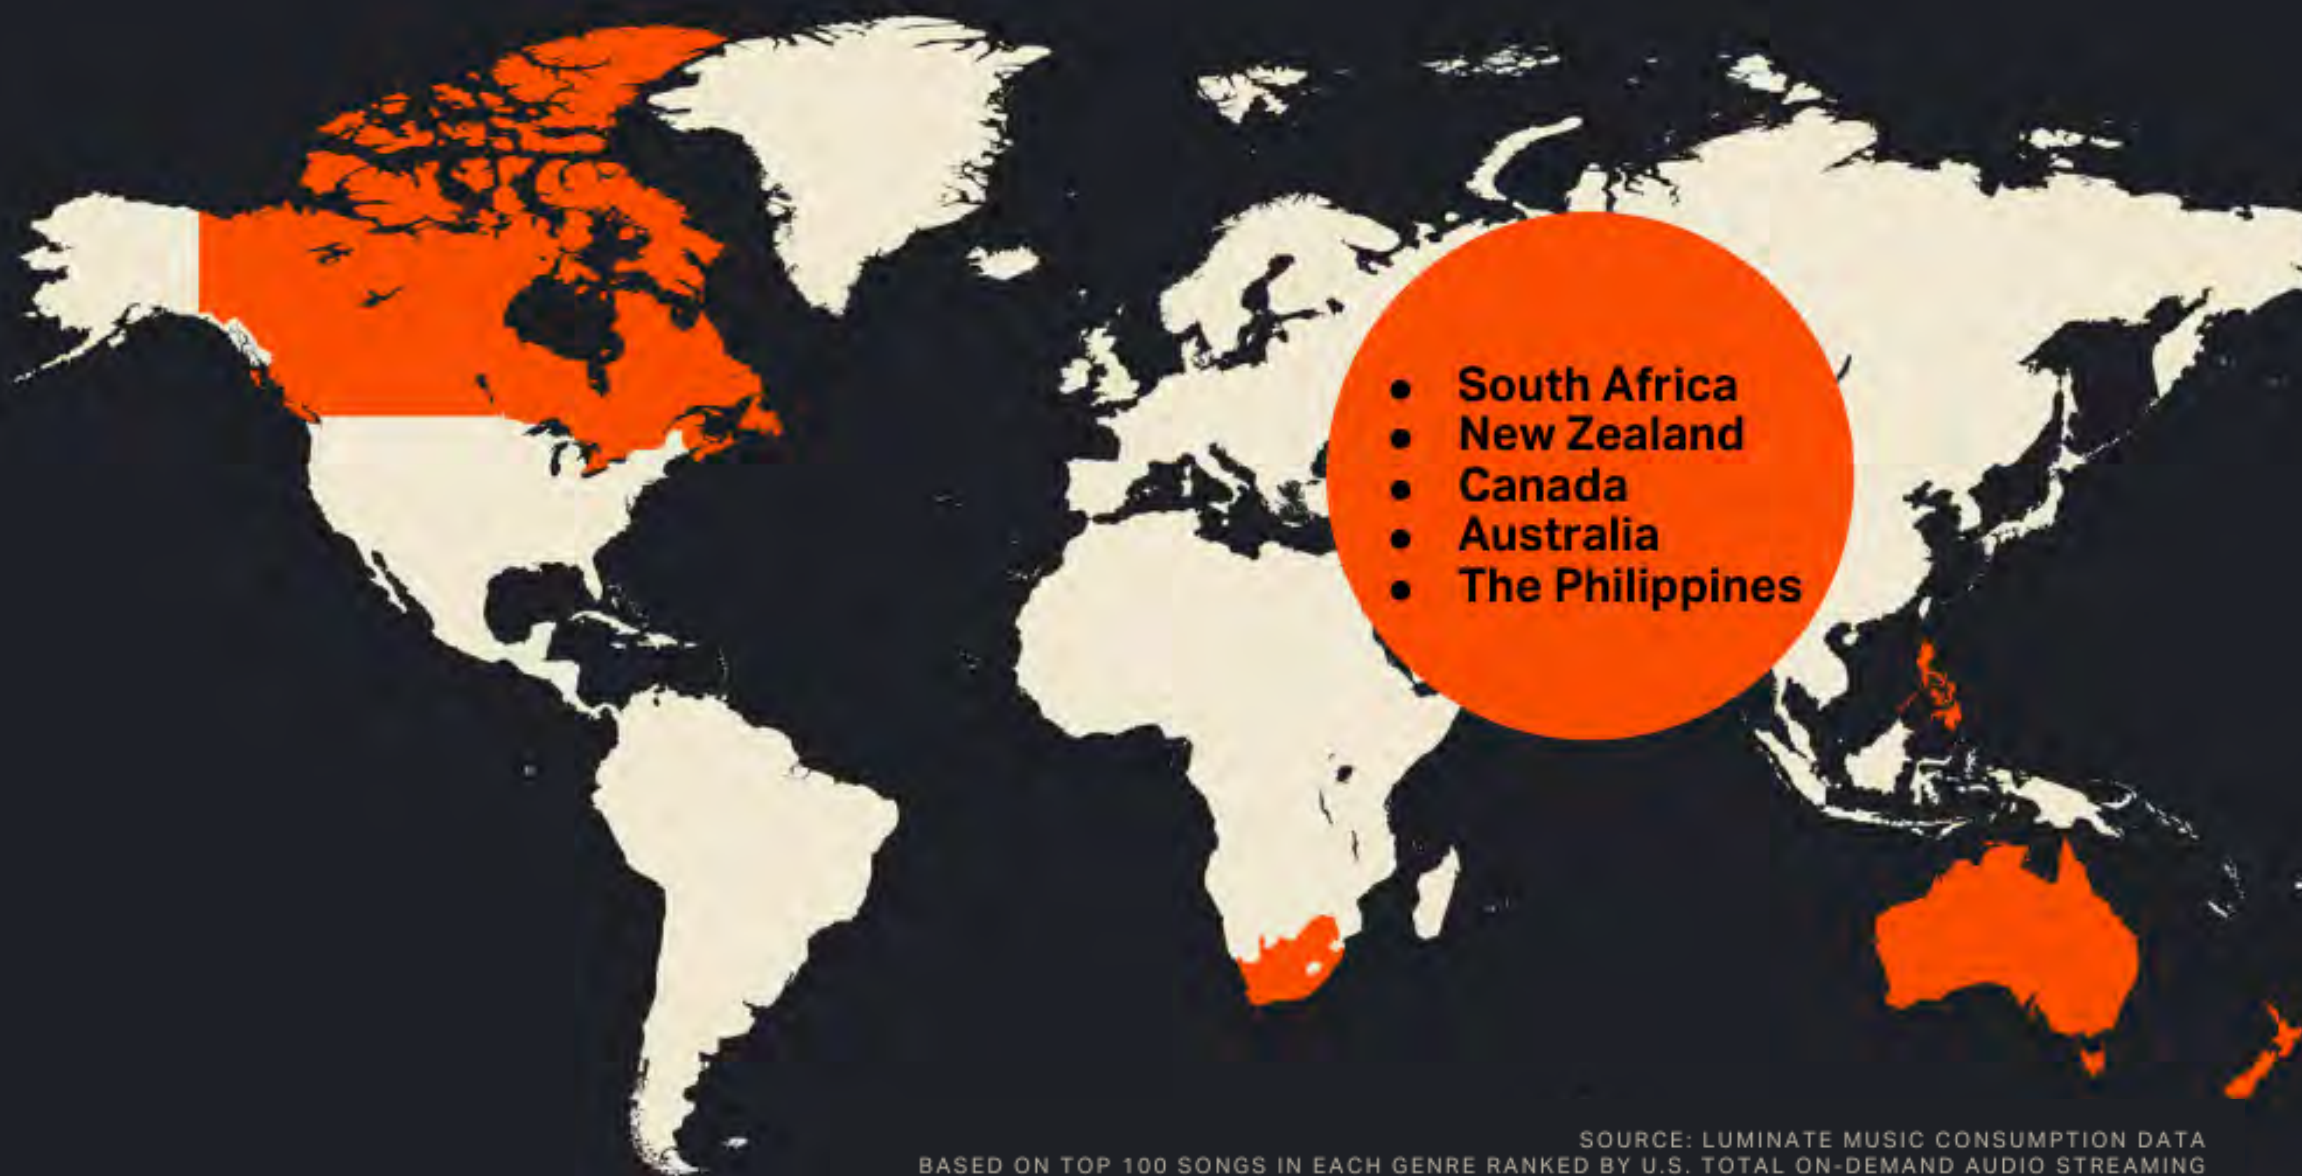 • South Africa
• New Zealand
• Canada
• Australia
• The Philippines
SOURCE: LUMINATE MUSIC CONSUMPTION DATA
BASED ON TOP 100 SONGS IN EACH GENRE RANKED BY U.S. TOTAL ON-DEMAND AUDIO STREAMING